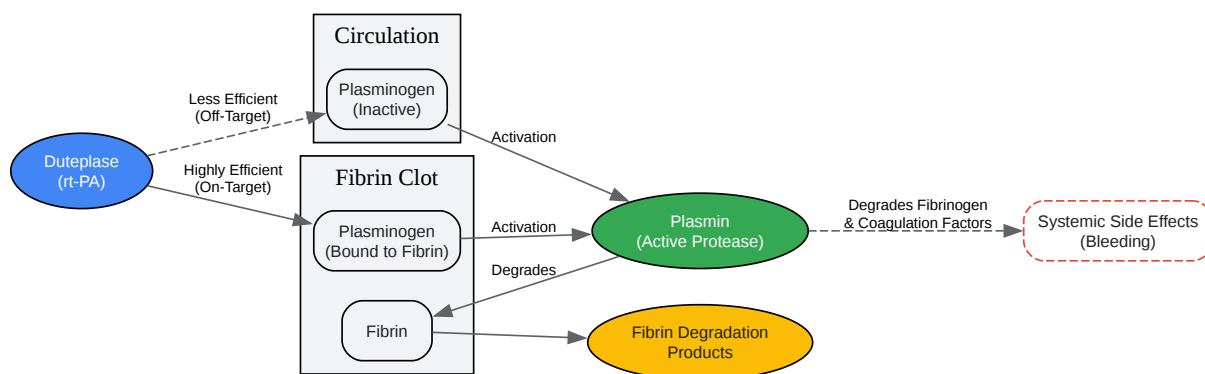 Circulation
Plasminogen
(Inactive)
Less Efficient
(Off-Target)
Activation
Duteplase
(rt-PA)
Highly Efficient
(On-Target)
Fibrin Clot
Plasminogen
(Bound to Fibrin)
Activation
Plasmin
(Active Protease)
Degrades Fibrinogen
& Coagulation Factors
Systemic Side Effects
(Bleeding)
Degrades
Fibrin
Fibrin Degradation
Products